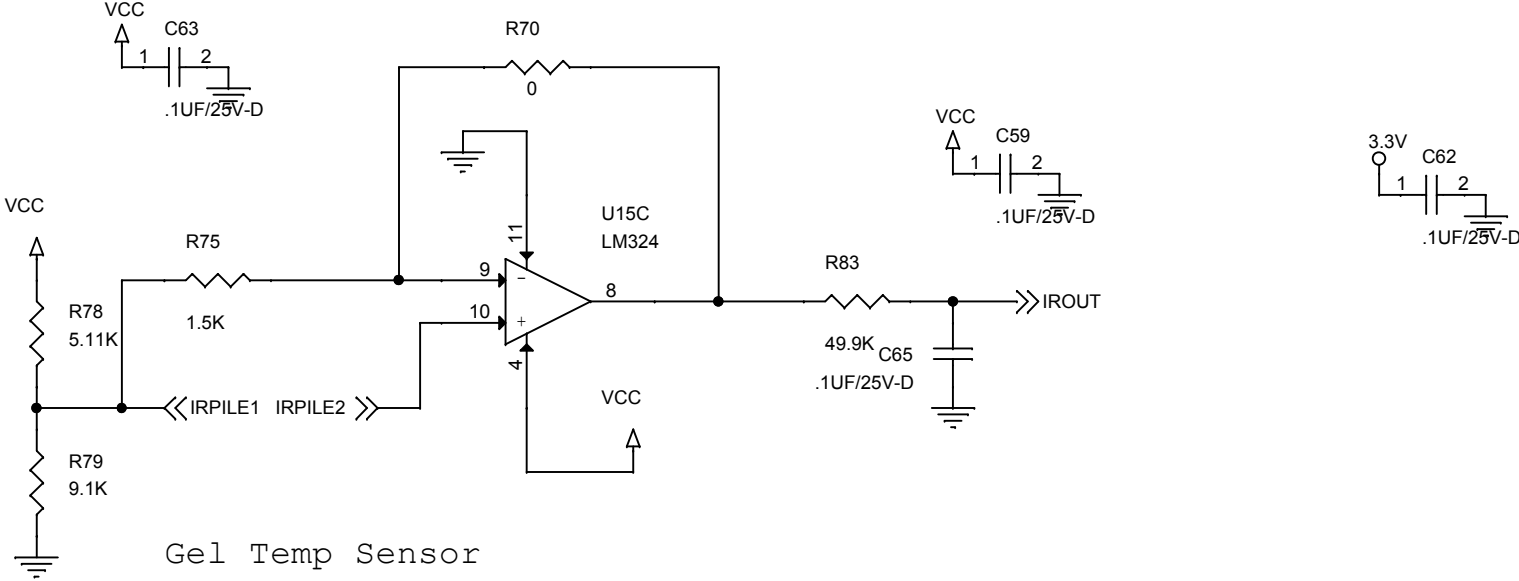 VCC
C63
1
2
.1UF/25V-D
R70
0
VCC
C59
1
2
.1UF/25V-D
3.3V
C62
1
2
.1UF/25V-D
VCC
R75
1.5K
R78
5.11K
11
U15C
LM324
9
-
10
+
8
4
R83
49.9K
IROUT
C65
.1UF/25V-D
IRPILE1
IRPILE2
VCC
R79
9.1K
Gel Temp Sensor